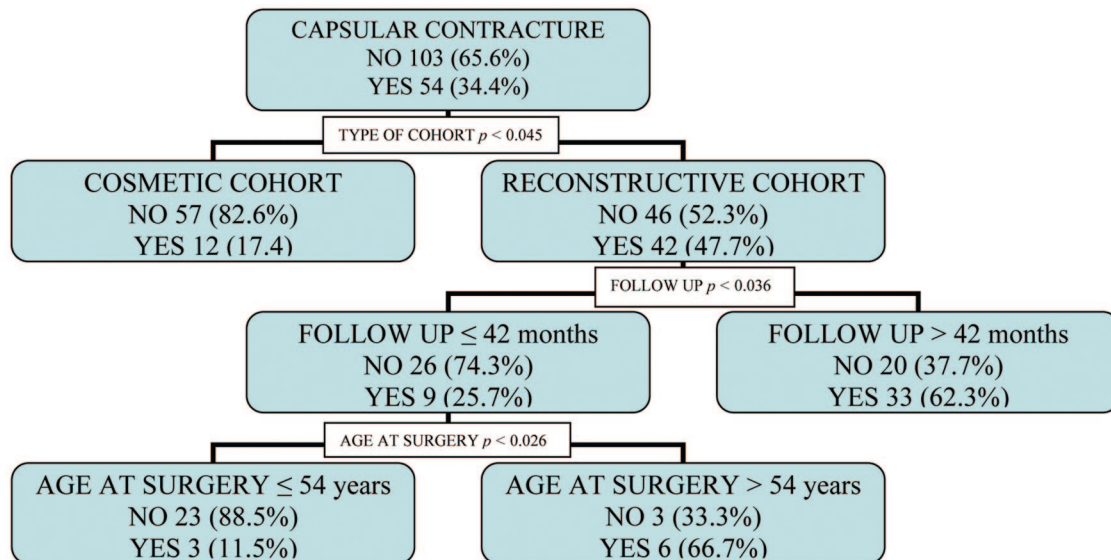 CAPSULAR CONTRACTURE
NO 103 (65.6%)
YES 54 (34.4%)
TYPE OF COHORT p < 0.045
COSMETIC COHORT
NO 57 (82.6%)
YES 12 (17.4)
RECONSTRUCTIVE COHORT
NO 46 (52.3%)
YES 42 (47.7%)
FOLLOW UP p < 0.036
FOLLOW UP ≤ 42 months
NO 26 (74.3%)
YES 9 (25.7%)
FOLLOW UP > 42 months
NO 20 (37.7%)
YES 33 (62.3%)
AGE AT SURGERY p < 0.026
AGE AT SURGERY ≤ 54 years
NO 23 (88.5%)
YES 3 (11.5%)
AGE AT SURGERY > 54 years
NO 3 (33.3%)
YES 6 (66.7%)